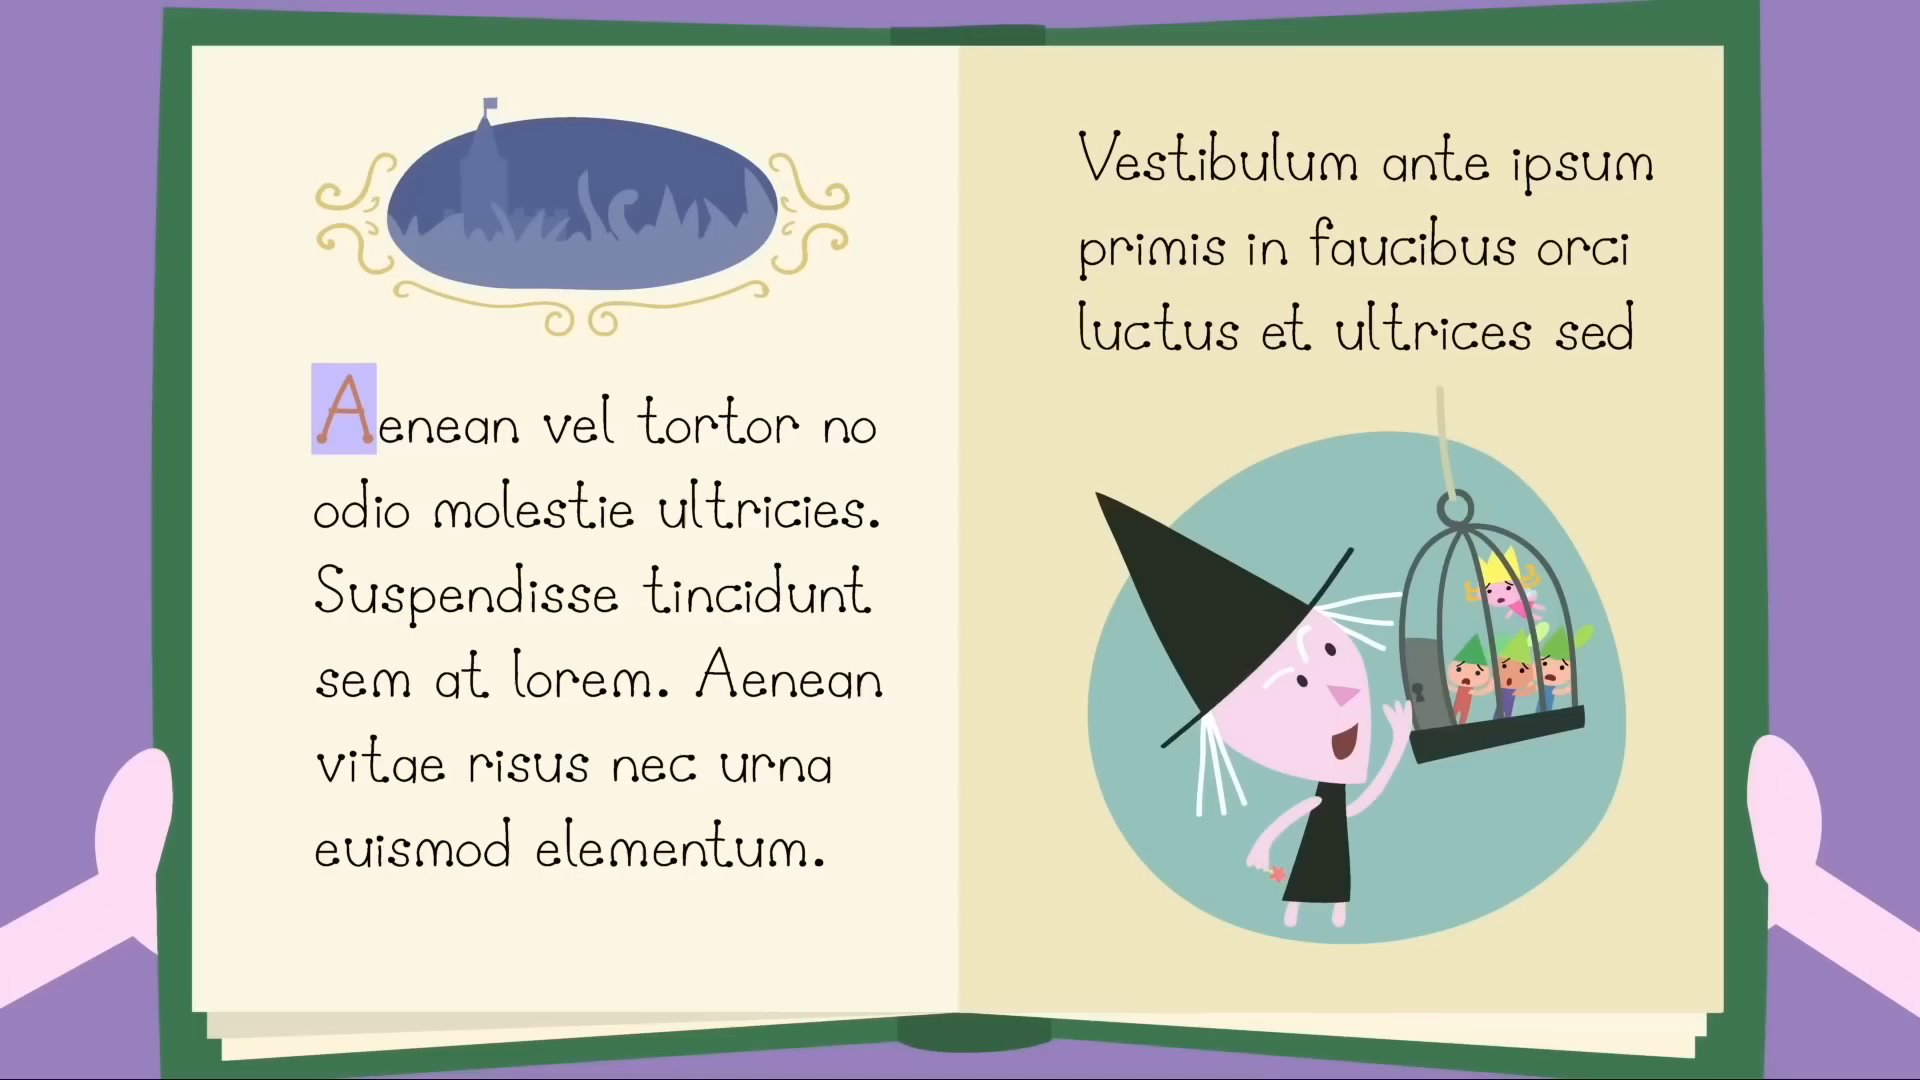 Aenean vel tortor no
odio molestie ultricies.
Suspendisse tincidunt
sem at lorem. Aenean
vitae risus nec urna
euismod elementum.
Vestibulum ante ipsum
primis in faucibus orci
luctus et ultrices sed